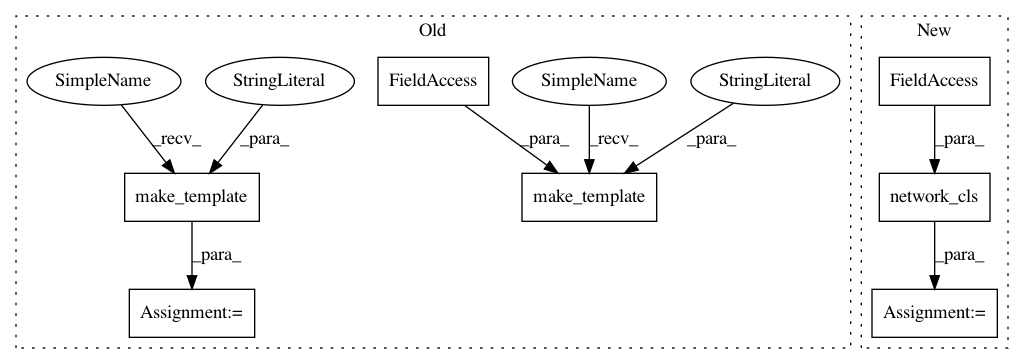 Old
New
SimpleName
StringLiteral
FieldAccess
SimpleName
StringLiteral
FieldAccess
_recv_
_para_
_para_
_recv_
_para_
_para_
make_template
make_template
network_cls
_para_
_para_
Assignment:=
Assignment:=